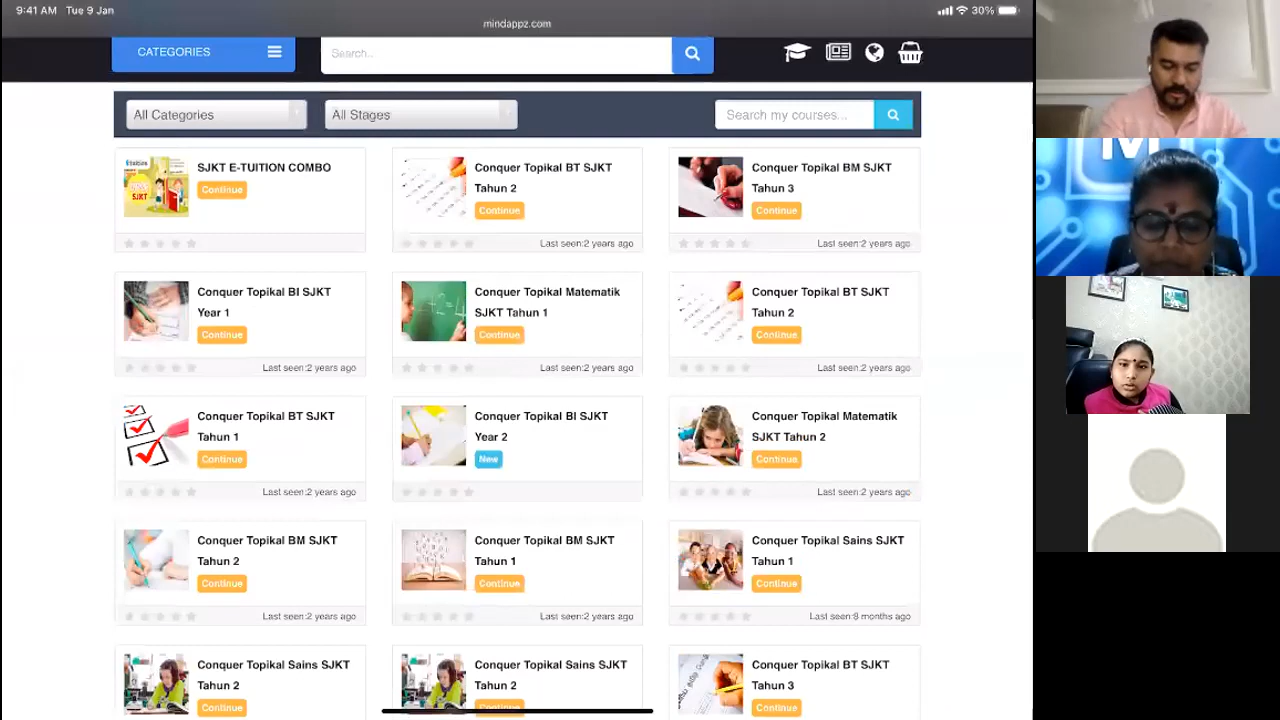 9:41 AM Tue 9 Jan
30%
mindappz.com
CATEGORIES
Search..
All Categories
All Stages
Search my courses...
SJKT E-TUITION COMBO
Continue
Conquer Topikal BT SJKT
Tahun 2
Continue
Last seen:2 years ago
Conquer Topikal BM SJKT
Tahun 3
Continue
Last seen:2 years ago
Conquer Topikal BI SJKT
Year 1
Continue
Last seen:2 years ago
Conquer Topikal Matematik
SJKT Tahun 1
Continue
Last seen:2 years ago
Conquer Topikal BT SJKT
Tahun 2
Continue
Last seen:2 years ago
Conquer Topikal BT SJKT
Tahun 1
Continue
Last seen:2 years ago
Conquer Topikal BI SJKT
Year 2
New
Conquer Topikal Matematik
SJKT Tahun 2
Continue
Last seen:2 years ago
Conquer Topikal BM SJKT
Tahun 2
Continue
Last seen:2 years ago
Conquer Topikal BM SJKT
Tahun 1
Continue
Last seen:2 years ago
Conquer Topikal Sains SJKT
Tahun 1
Continue
Last seen:8 months ago
Conquer Topikal Sains SJKT
Tahun 2
Continue
Conquer Topikal Sains SJKT
Tahun 2
Continue
Conquer Topikal BT SJKT
Tahun 3
Continue